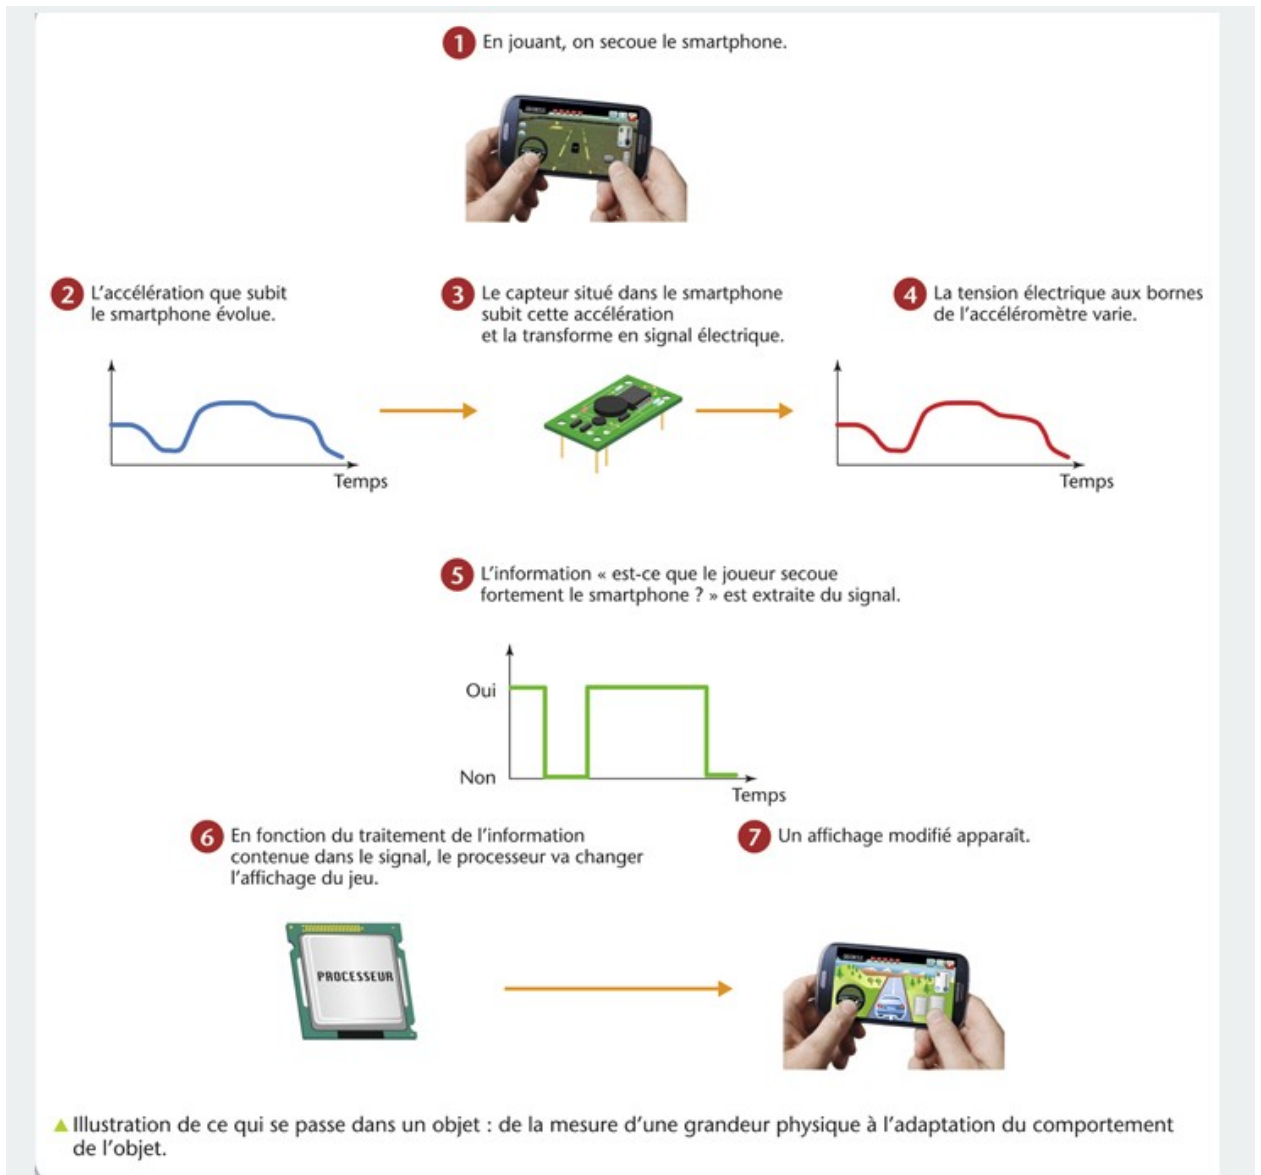 1 En jouant, on secoue le smartphone.
2 L'accélération que subit
le smartphone évolue.
3 Le capteur situé dans le smartphone
subit cette accélération
et la transforme en signal électrique.
4 La tension électrique aux bornes
de l'accéléromètre varie.
Temps
Temps
5 L'information « est-ce que le joueur secoue
fortement le smartphone ? » est extraite du signal.
Oui
Non
Temps
6 En fonction du traitement de l'information
contenue dans le signal, le processeur va changer
l'affichage du jeu.
7 Un affichage modifié apparaît.
PROCESSEUR
▲ Illustration de ce qui se passe dans un objet : de la mesure d'une grandeur physique à l'adaptation du comportement
de l'objet.